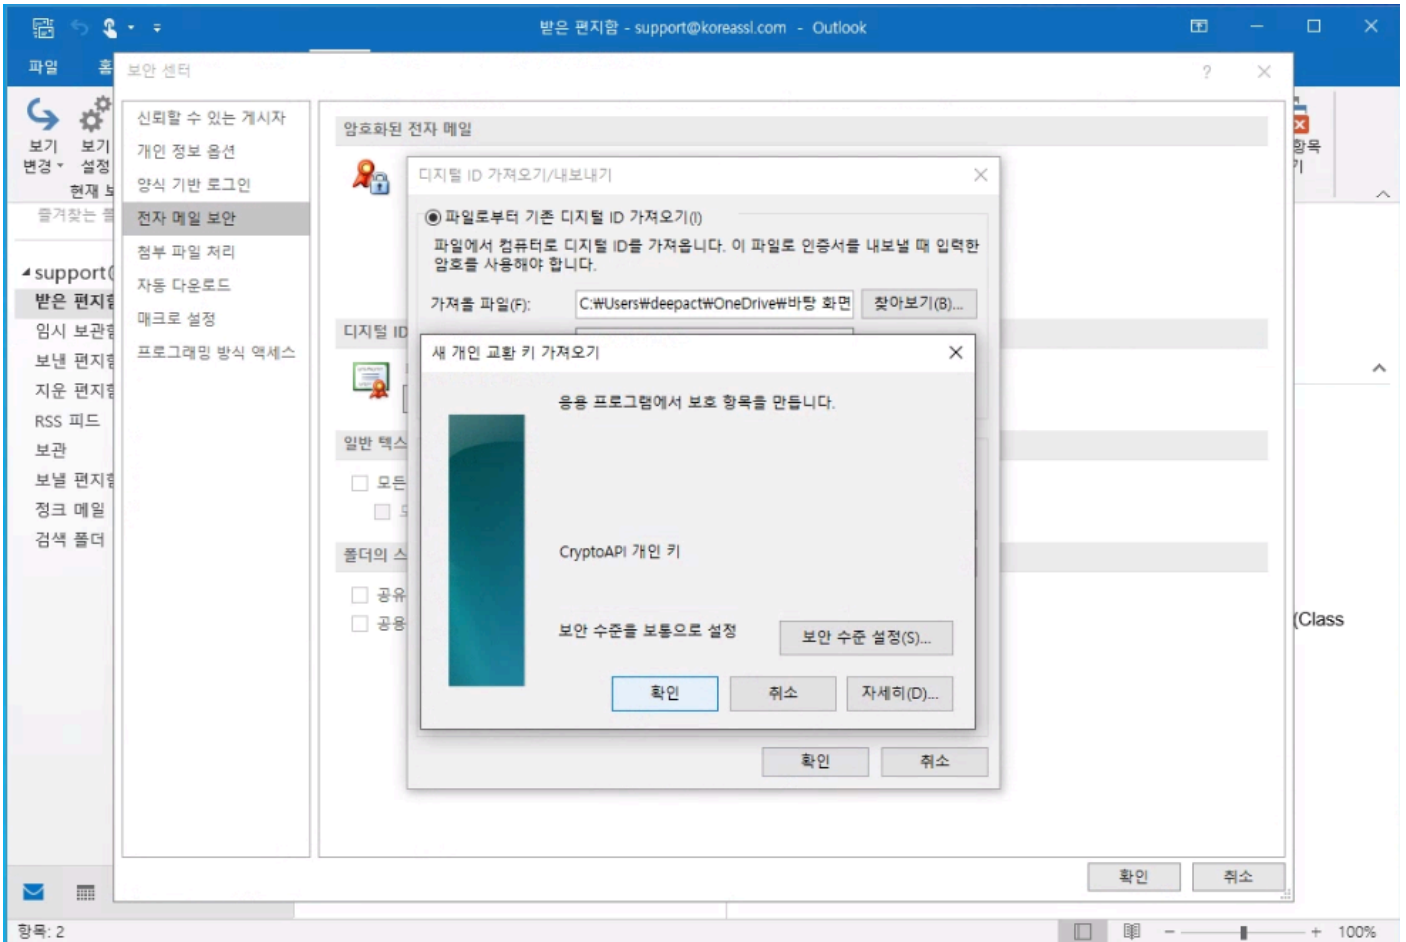 받은 편지함 - support@koreassl.com - Outlook
파일 홈
보기 변경
보기 설정
현재 보
즐겨찾는
support@
받은 편지함
임시 보관함
보낸 편지함
지운 편지함
RSS 피드
보관
보낼 편지함
정크 메일
검색 폴더
항목: 2
보안 센터
?
신뢰할 수 있는 게시자
개인 정보 옵션
양식 기반 로그인
전자 메일 보안
첨부 파일 처리
자동 다운로드
매크로 설정
프로그래밍 방식 액세스
암호화된 전자 메일
디지털 ID
일반 텍스
모든
폴더의 스
공유
공용
디지털 ID 가져오기/내보내기
파일로부터 기존 디지털 ID 가져오기(I)
파일에서 컴퓨터로 디지털 ID를 가져옵니다. 이 파일로 인증서를 내보낼 때 입력한
암호를 사용해야 합니다.
가져올 파일(F): C:₩Users₩deepact₩OneDrive₩바탕 화면 찾아보기(B)...
새 개인 교환 키 가져오기
응용 프로그램에서 보호 항목을 만듭니다.
CryptoAPI 개인 키
보안 수준을 보통으로 설정 보안 수준 설정(S)...
확인 취소 자세히(D)...
확인 취소
확인 취소
항목
기
(Class
100%